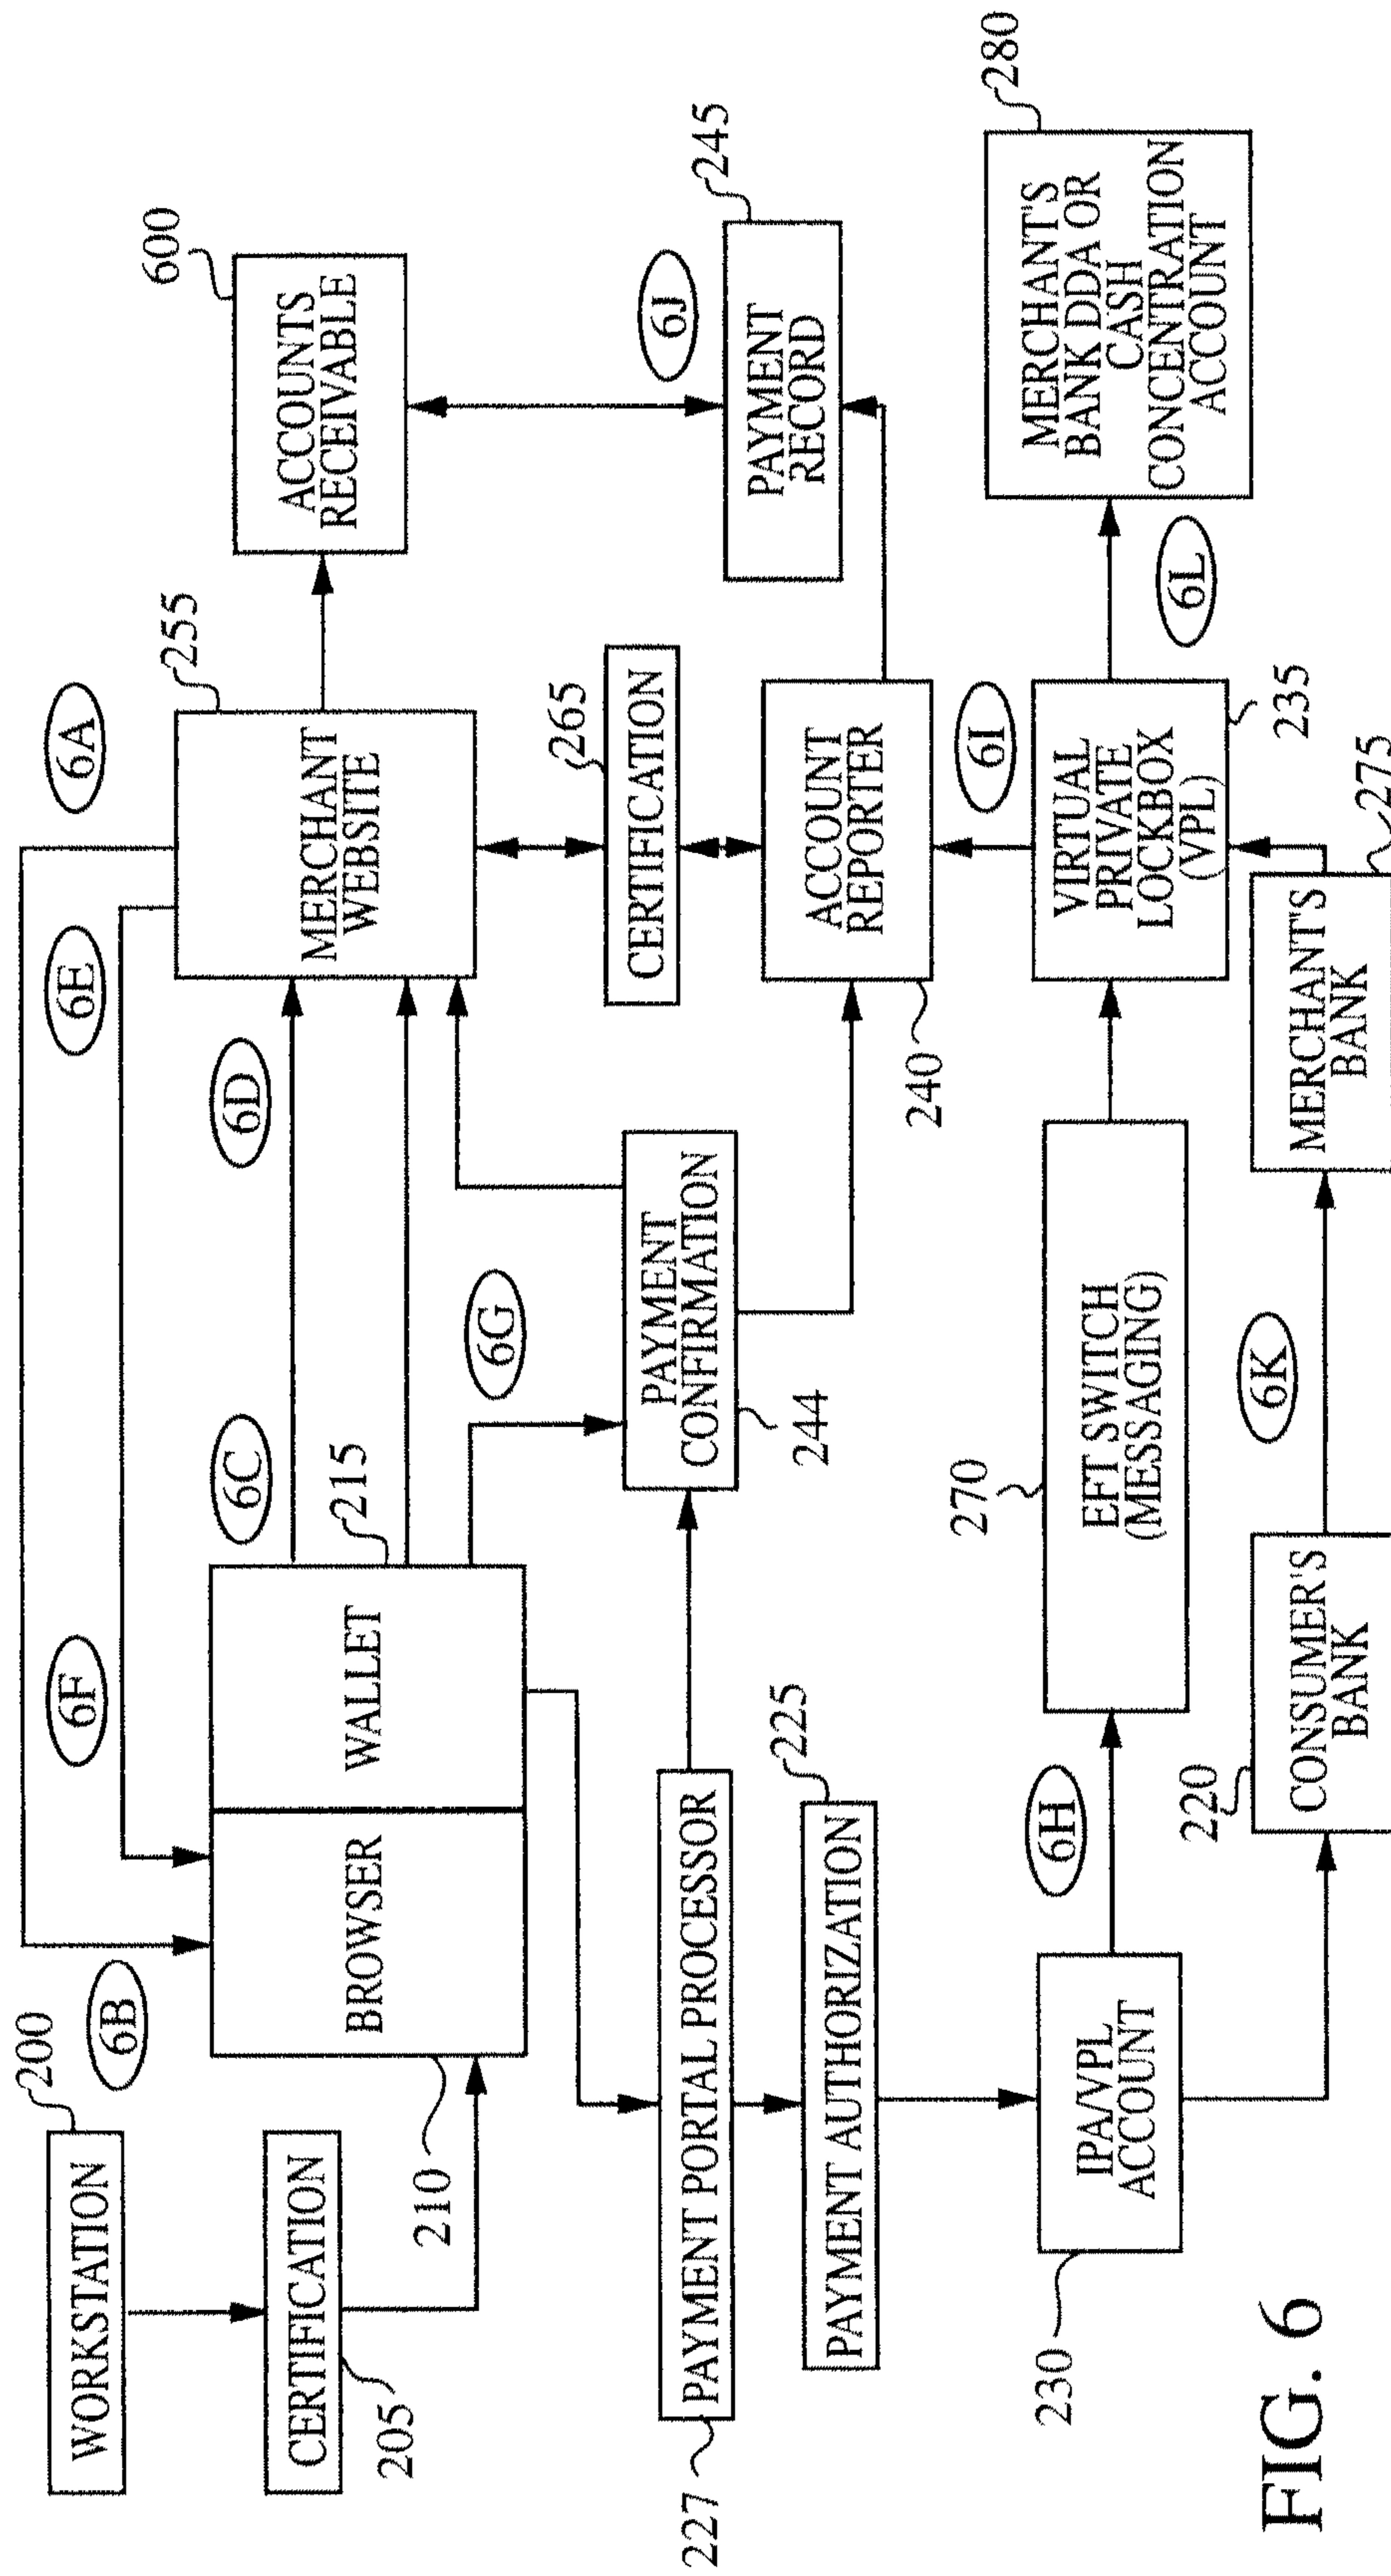 200
WORKSTATION
6B
6F
6E
6A
CERTIFICATION
205
210
BROWSER
WALLET
215
6C
6D
MERCHANT
WEBSITE
255
ACCOUNTS
RECEIVABLE
600
6G
PAYMENT
CONFIRMATION
244
265
CERTIFICATION
6J
227
PAYMENT PORTAL PROCESSOR
PAYMENT AUTHORIZATION
225
ACCOUNT
REPORTER
240
PAYMENT
RECORD
245
230
IPA/VPL
ACCOUNT
6H
270
EFT SWITCH
(MESSAGING)
6I
VIRTUAL
PRIVATE
LOCKBOX
(VPL)
235
6L
MERCHANT'S
BANK DDA OR
CASH
CONCENTRATION
ACCOUNT
280
220
CONSUMER'S
BANK
6K
MERCHANT'S
BANK
275
FIG. 6